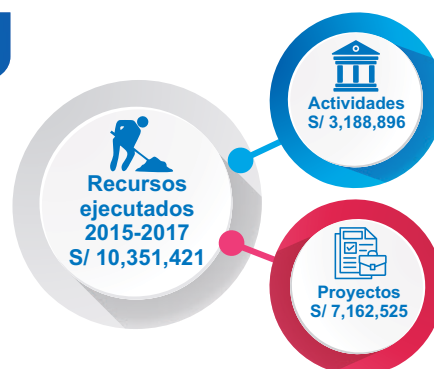 Actividades
S/ 3,188,896
Recursos
ejecutados
2015-2017
S/ 10,351,421
Proyectos
S/ 7,162,525